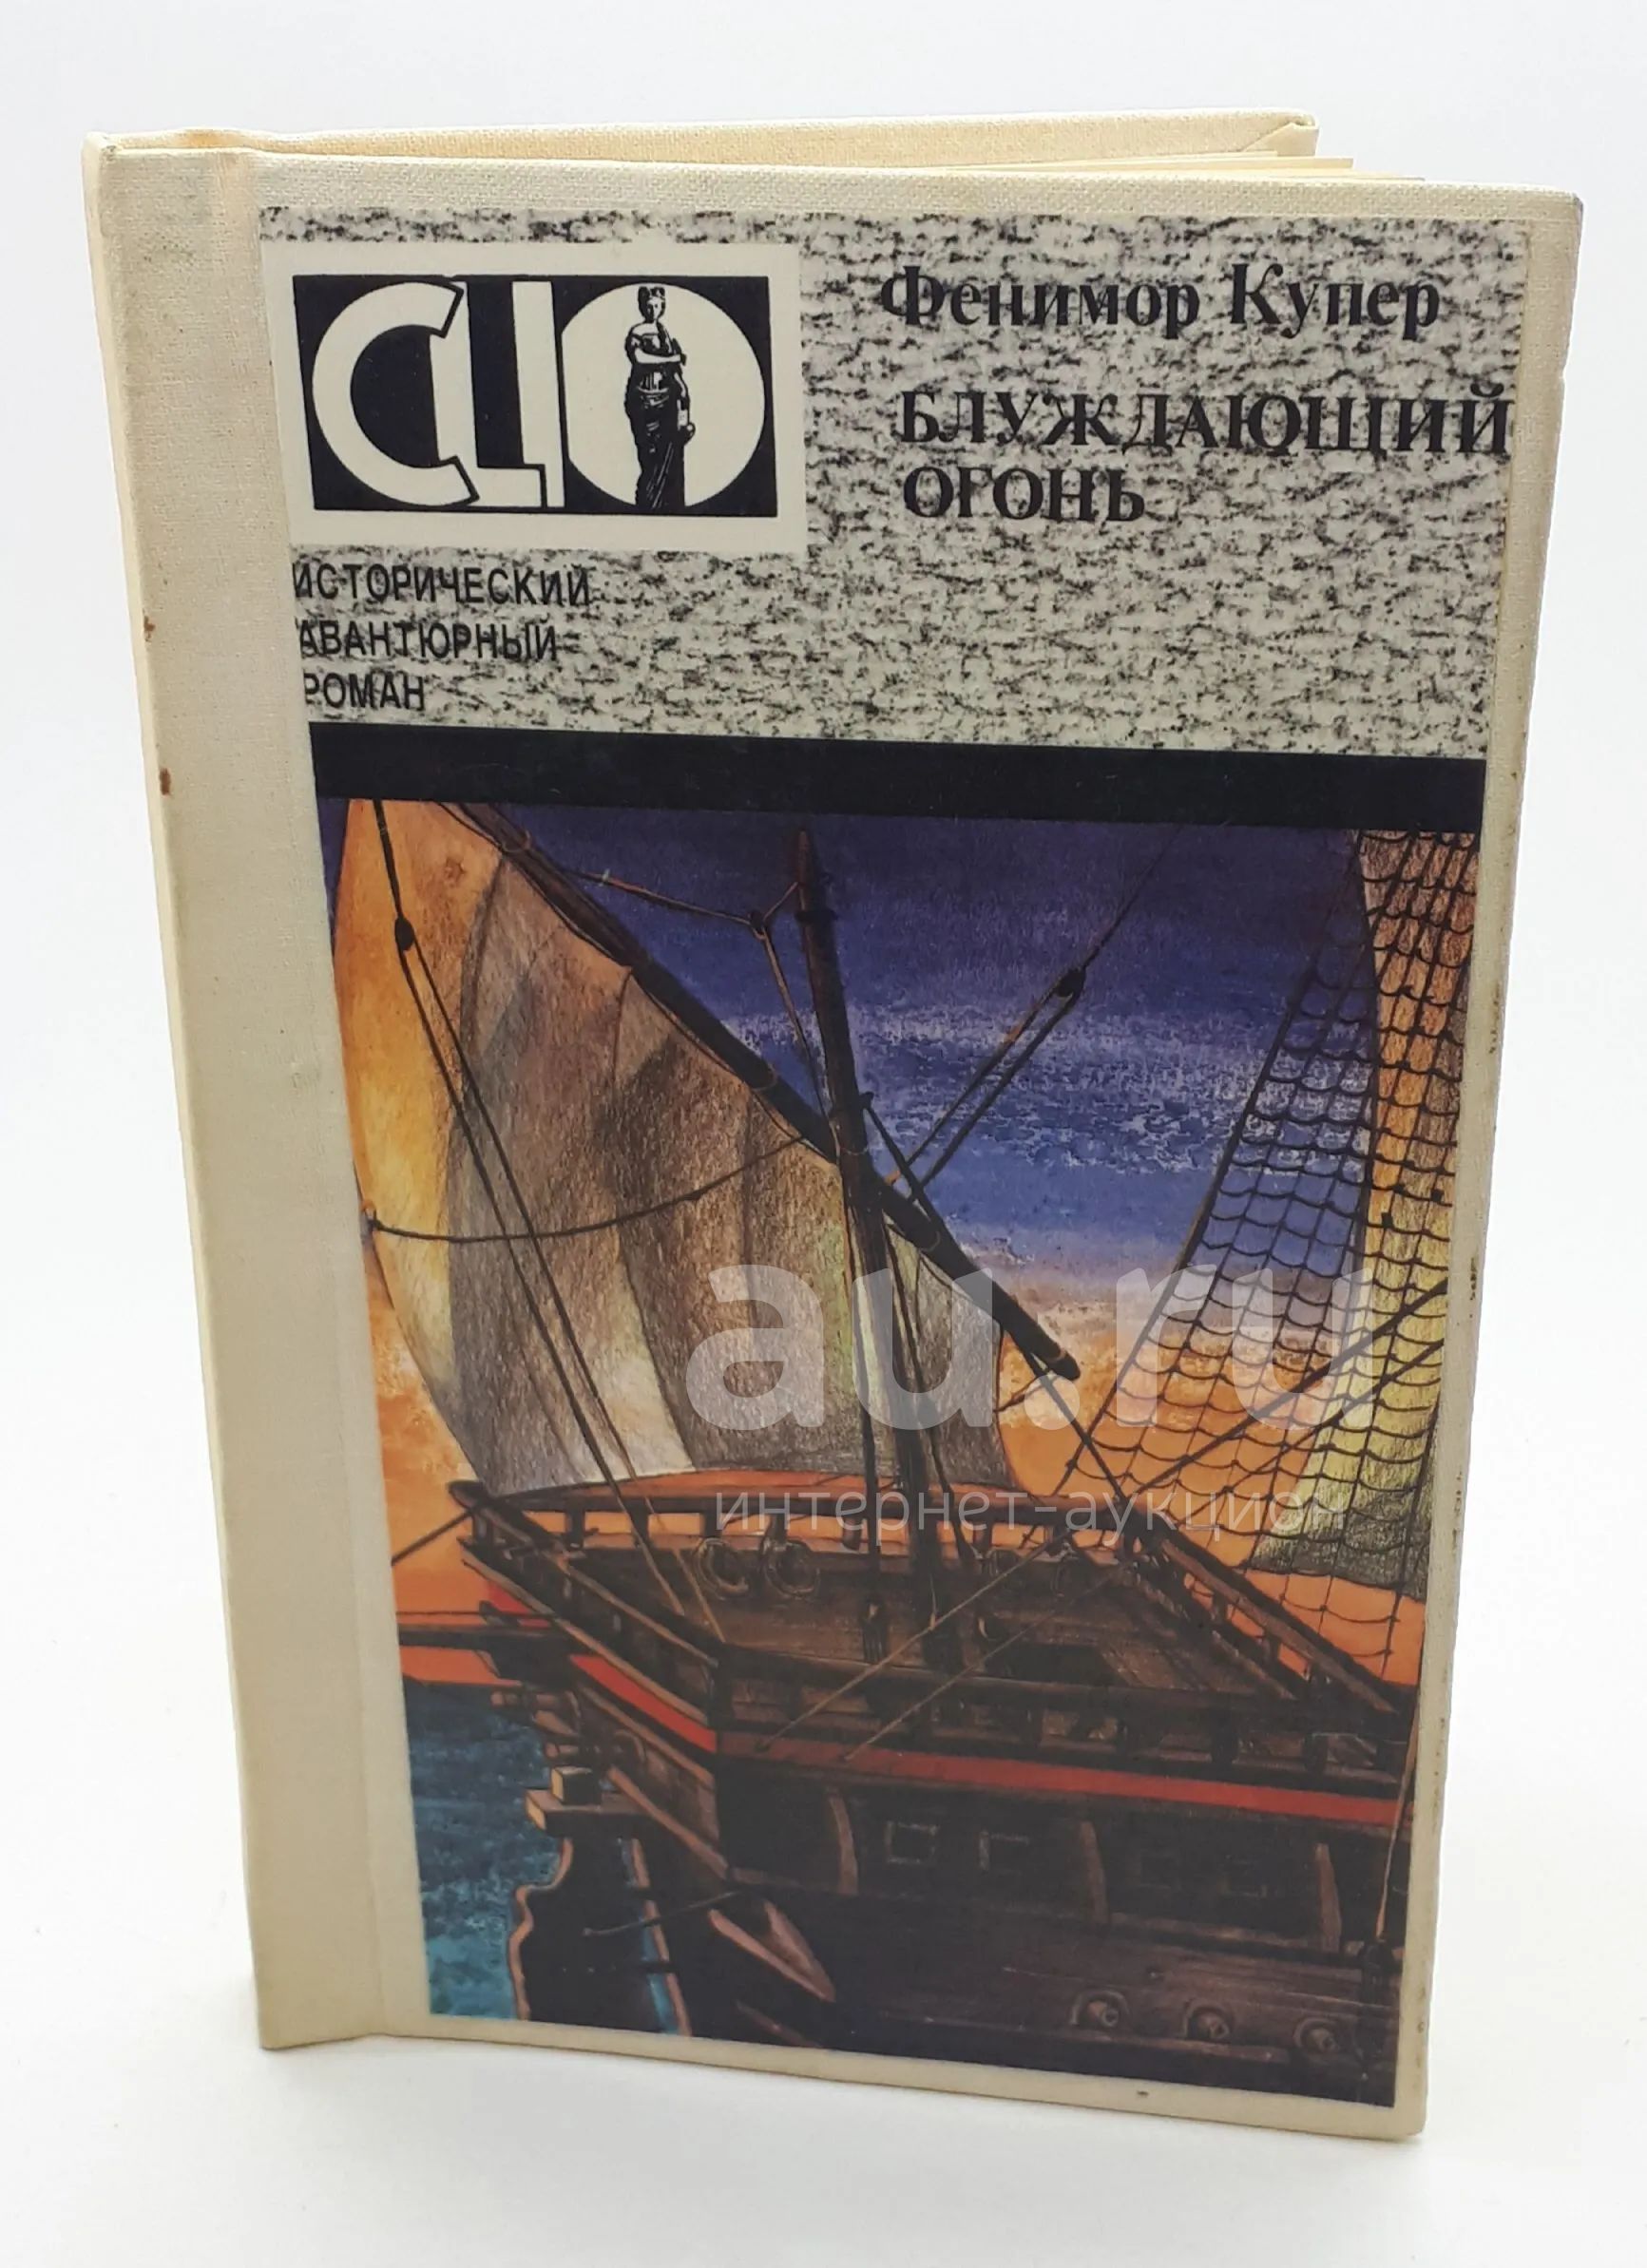 CLIO
Фенимор Купер
БЛУЖДАЮЩИЙ
ОГОНЬ
ИСТОРИЧЕСКИЙ
АВАНТЮРНЫЙ
РОМАН
au.ru
интернет-аукцион